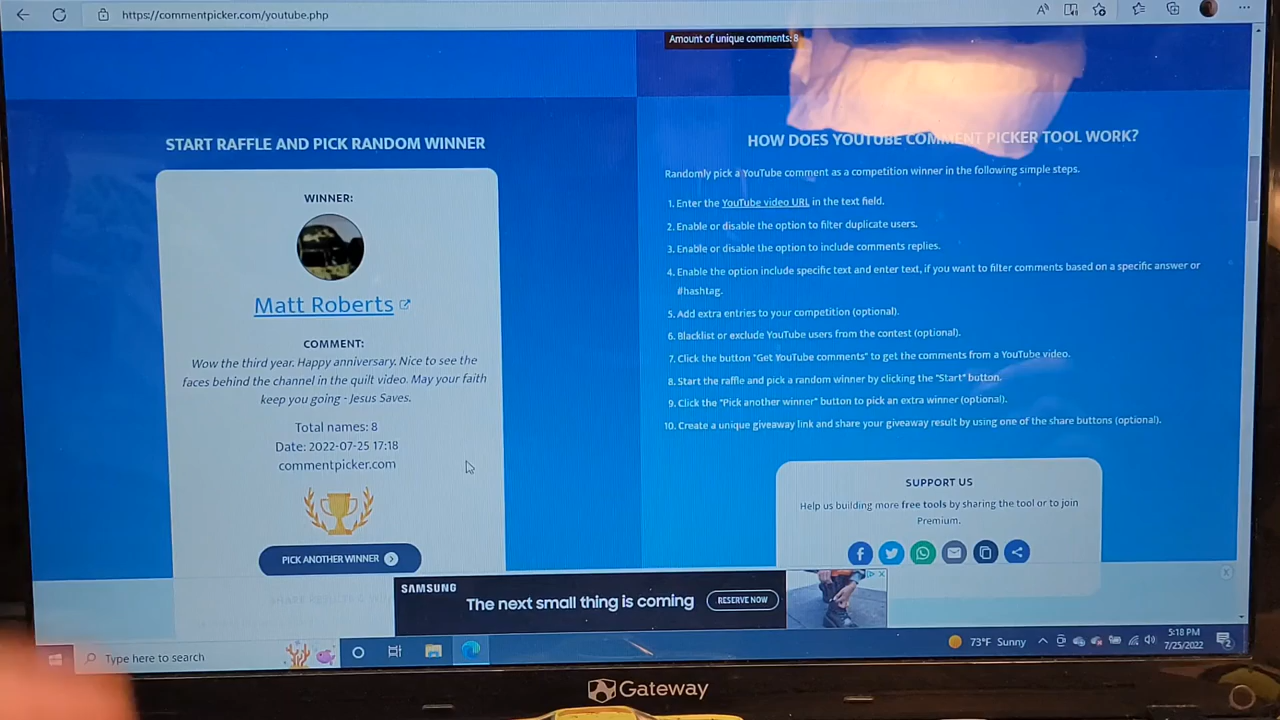 https://commentpicker.com/youtube.php
Amount of unique comments: 8
START RAFFLE AND PICK RANDOM WINNER
WINNER:
Matt Roberts
COMMENT:
Wow the third year. Happy anniversary. Nice to see the
faces behind the channel in the quilt video. May your faith
keep you going - Jesus Saves.
Total names: 8
Date: 2022-07-25 17:18
commentpicker.com
PICK ANOTHER WINNER
HOW DOES YOUTUBE COMMENT PICKER TOOL WORK?
Randomly pick a YouTube comment as a competition winner in the following simple steps.
1. Enter the YouTube video URL in the text field.
2. Enable or disable the option to filter duplicate users.
3. Enable or disable the option to include comments replies.
4. Enable the option include specific text and enter text, if you want to filter comments based on a specific answer or
#hashtag.
5. Add extra entries to your competition (optional).
6. Blacklist or exclude YouTube users from the contest (optional).
7. Click the button "Get YouTube comments" to get the comments from a YouTube video.
8. Start the raffle and pick a random winner by clicking the "Start" button.
9. Click the "Pick another winner" button to pick an extra winner (optional).
10. Create a unique giveaway link and share your giveaway result by using one of the share buttons (optional).
SUPPORT US
Help us building more free tools by sharing the tool or to join
Premium.
SAMSUNG
The next small thing is coming
RESERVE NOW
Type here to search
73°F Sunny
5:18 PM
7/25/2022
2
Gateway